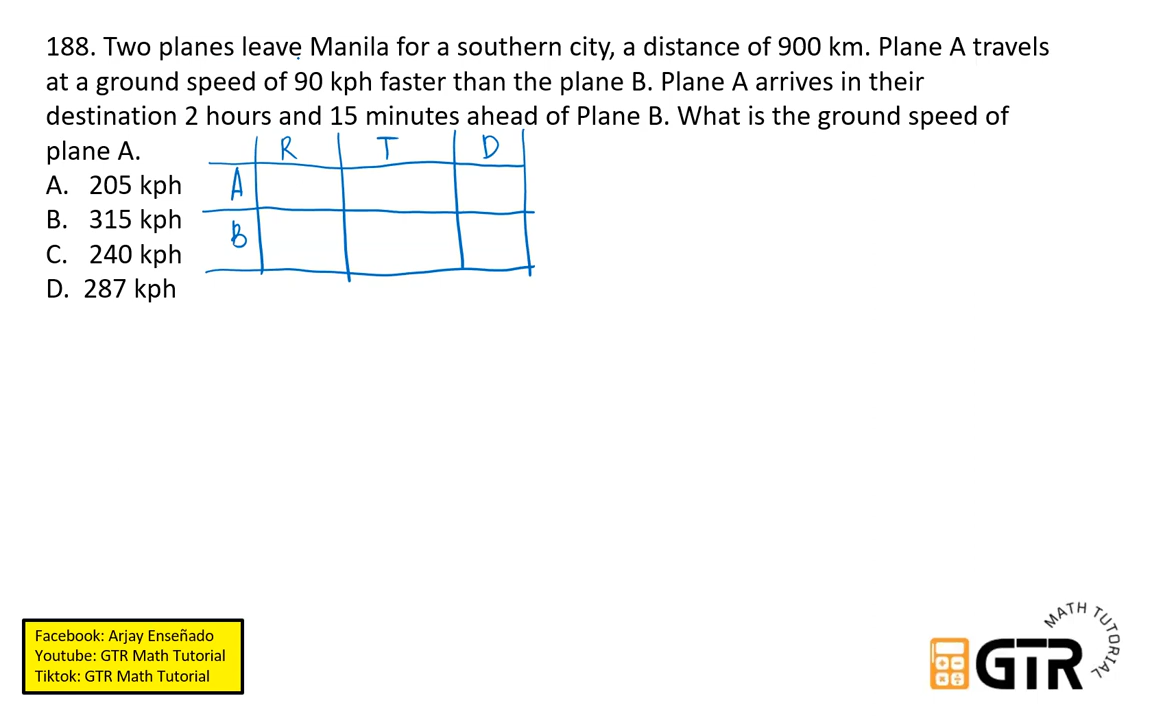 188. Two planes leave Manila for a southern city, a distance of 900 km. Plane A travels
at a ground speed of 90 kph faster than the plane B. Plane A arrives in their
destination 2 hours and 15 minutes ahead of Plane B. What is the ground speed of
plane A.
R T D
A. 205 kph
A
B. 315 kph
B
C. 240 kph
D. 287 kph
Facebook: Arjay Enseñado
Youtube: GTR Math Tutorial
Tiktok: GTR Math Tutorial
GTR MATH TUTORIAL